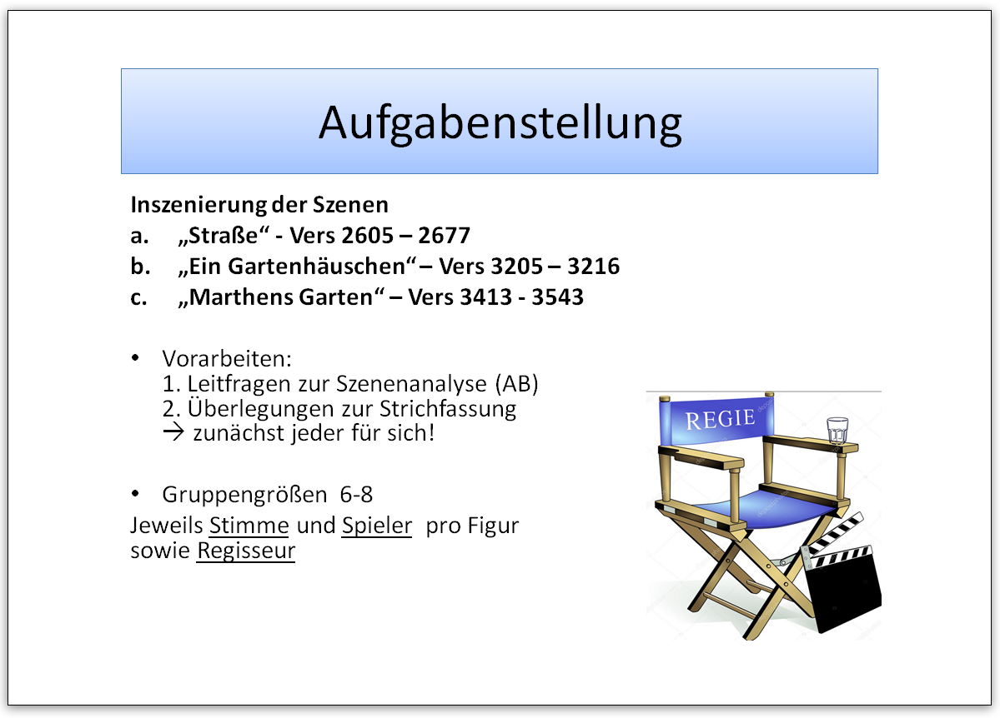 Aufgabenstellung
Inszenierung der Szenen
a. „Straße“ - Vers 2605 – 2677
b. „Ein Gartenhäuschen“ – Vers 3205 – 3216
c. „Marthens Garten“ – Vers 3413 - 3543
• Vorarbeiten:
1. Leitfragen zur Szenenanalyse (AB)
2. Überlegungen zur Strichfassung
→ zunächst jeder für sich!
REGIE
• Gruppengrößen 6-8
Jeweils Stimme und Spieler pro Figur
sowie Regisseur